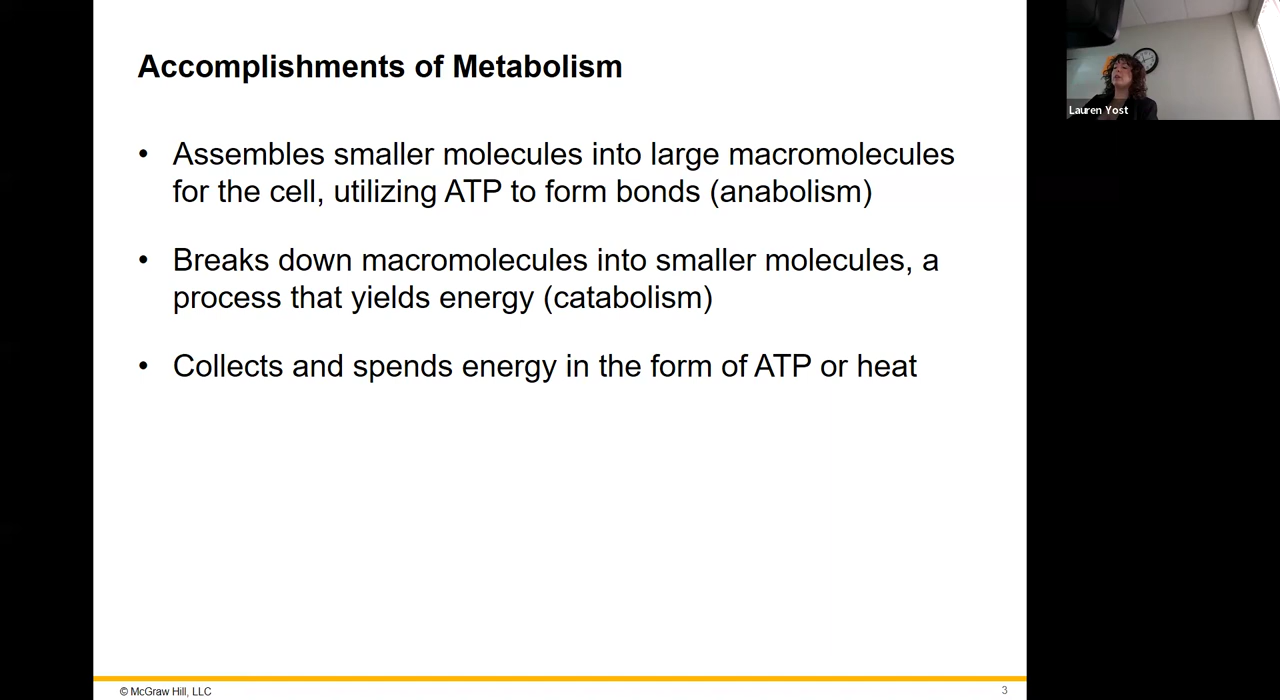 Accomplishments of Metabolism
• Assembles smaller molecules into large macromolecules
for the cell, utilizing ATP to form bonds (anabolism)
• Breaks down macromolecules into smaller molecules, a
process that yields energy (catabolism)
• Collects and spends energy in the form of ATP or heat
© McGraw Hill, LLC
3
Lauren Yost